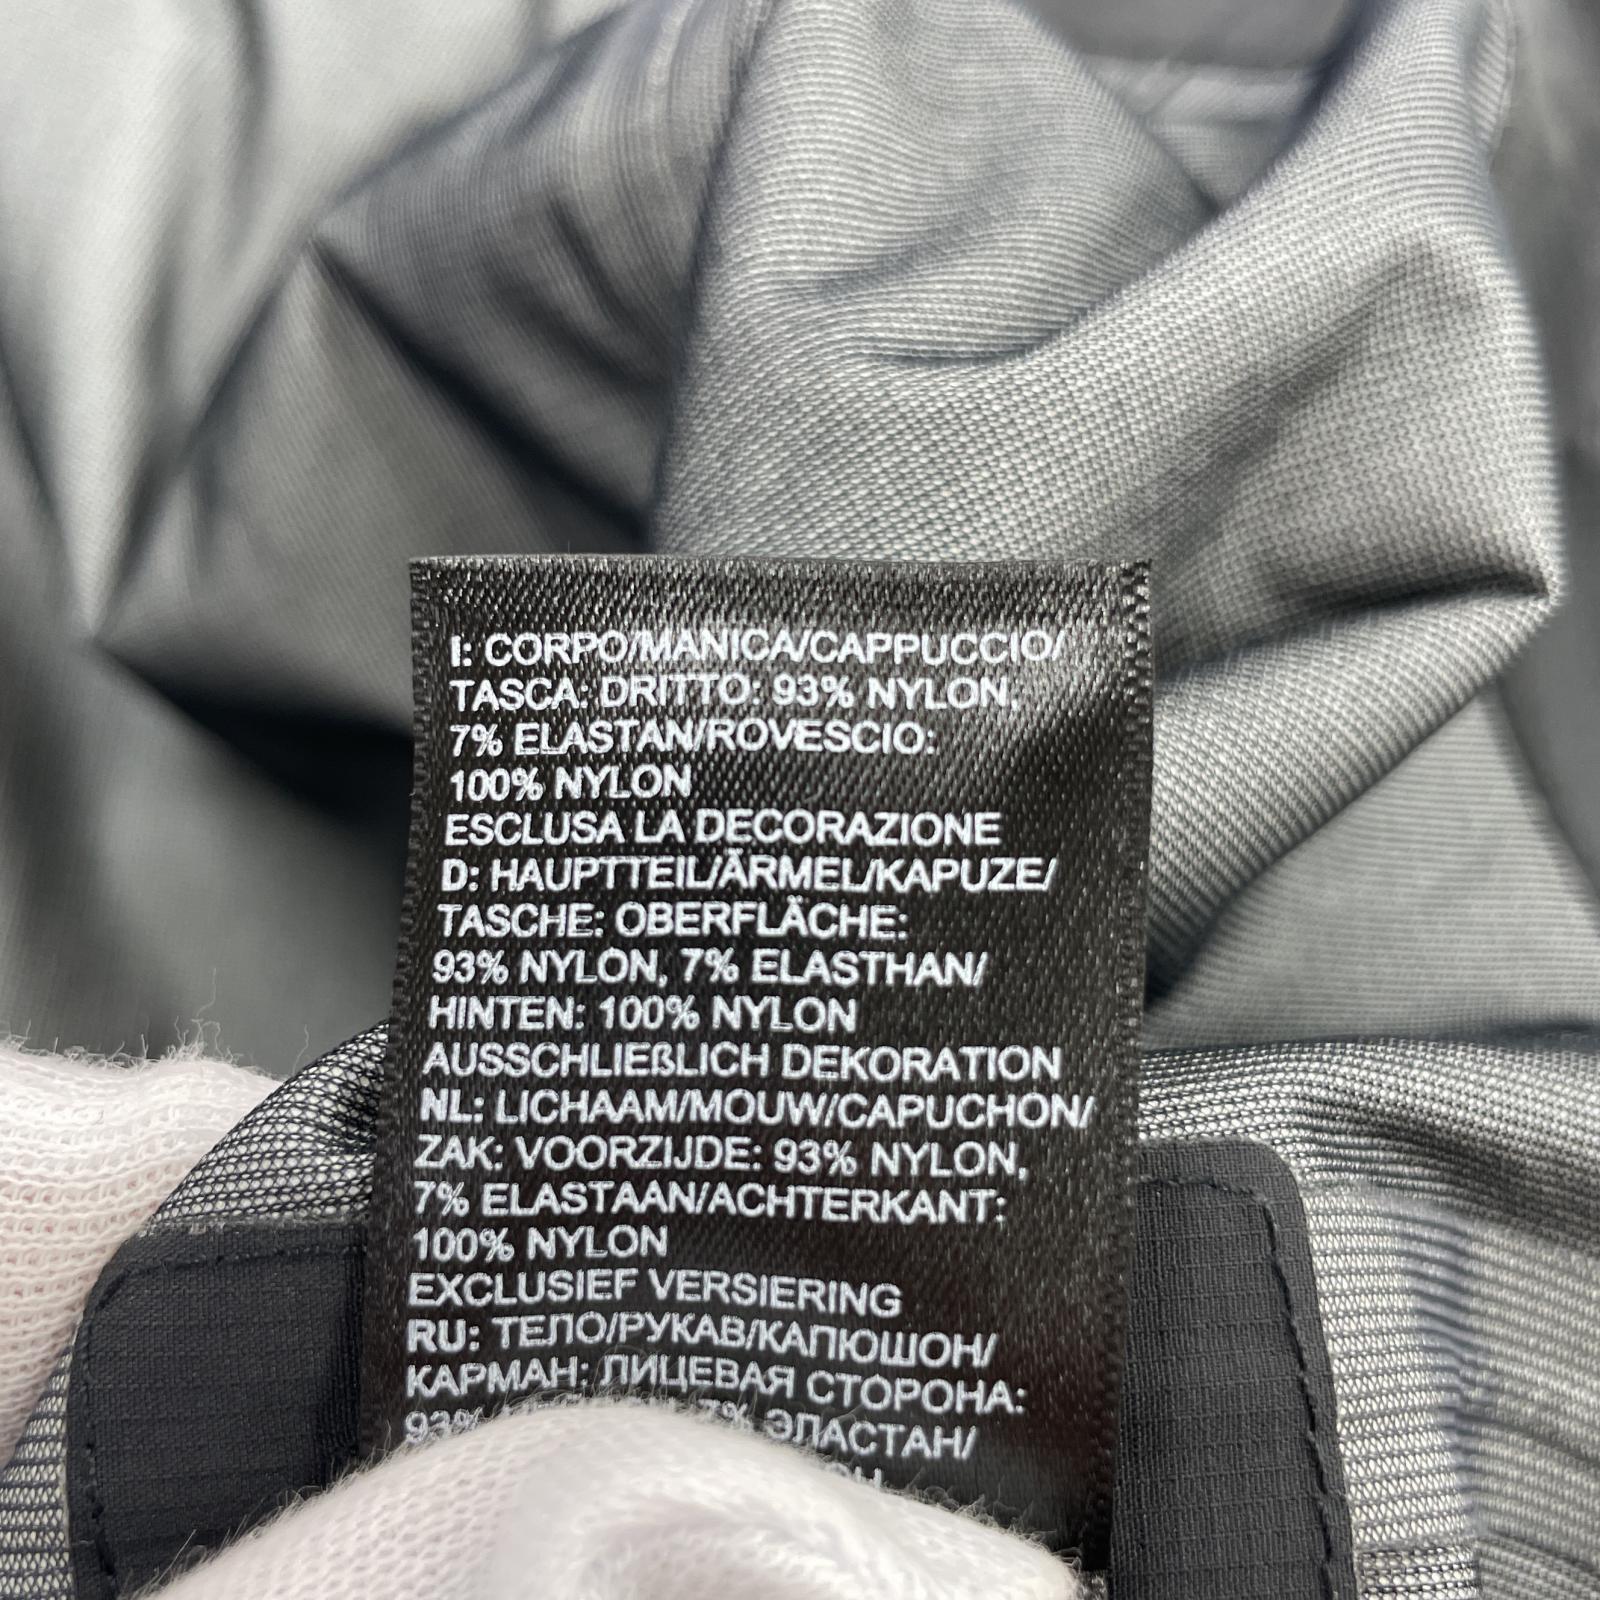 I: CORPO/MANICA/CAPPUCCIO/
TASCA: DRITTO: 93% NYLON,
7% ELASTAN/ROVESCIO:
100% NYLON
ESCLUSA LA DECORAZIONE
D: HAUPTTEIL/ÄRMEL/KAPUZE/
TASCHE: OBERFLÄCHE:
93% NYLON, 7% ELASTHAN/
HINTEN: 100% NYLON
AUSSCHLIEßLICH DEKORATION
NL: LICHAAM/MOUW/CAPUCHON/
ZAK: VOORZIJDE: 93% NYLON,
7% ELASTAAN/ACHTERKANT:
100% NYLON
EXCLUSIEF VERSIERING
RU: ТЕЛО/РУКАВ/КАПЮШОН/
КАРМАН: ЛИЦЕВАЯ СТОРОНА:
93% 7% ЭЛАСТАН/